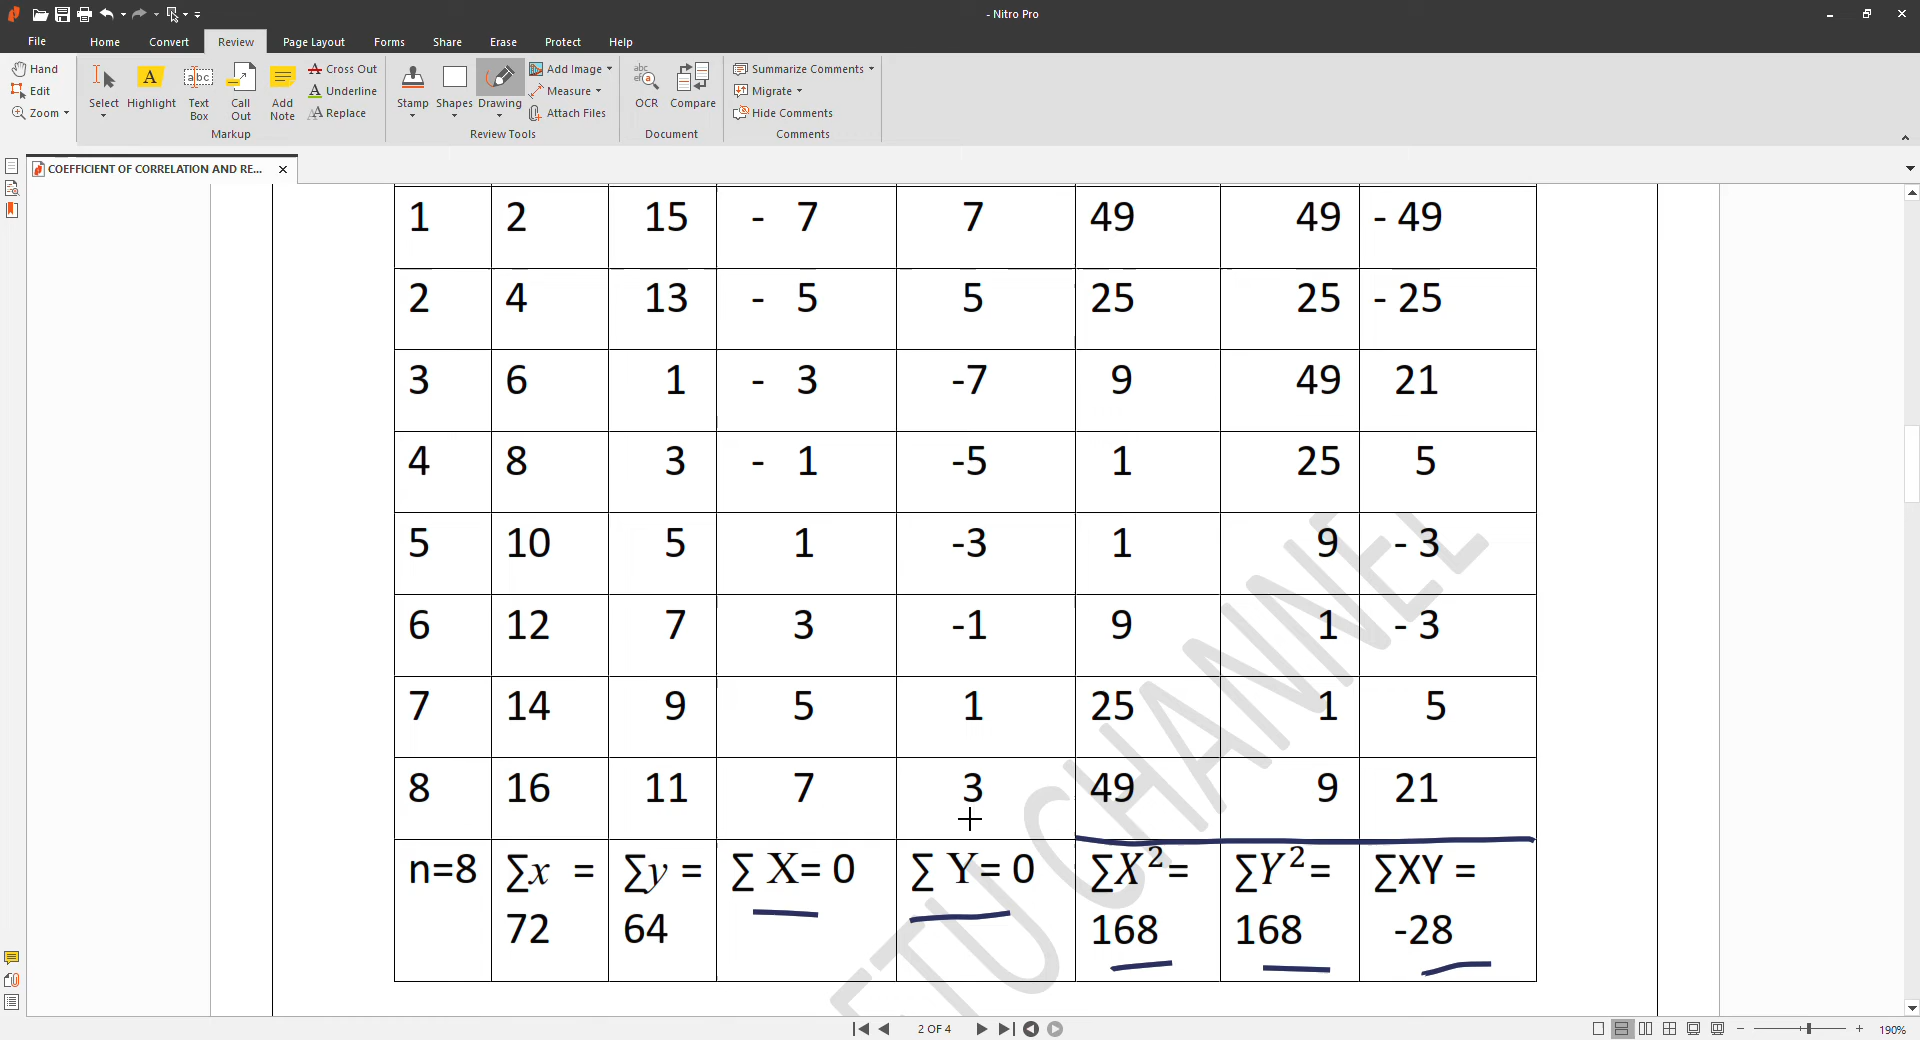 - Nitro Pro
File Home Convert Review Page Layout Forms Share Erase Protect Help
Hand
Edit
Zoom
Select
Highlight
Text Box
Call Out
Add Note
Cross Out
Underline
Replace
Markup
Stamp
Shapes
Drawing
Add Image
Measure
Attach Files
Review Tools
OCR
Compare
Document
Summarize Comments
Migrate
Hide Comments
Comments
COEFFICIENT OF CORRELATION AND RE...
1 2 15 - 7 7 49 49 - 49
2 4 13 - 5 5 25 25 - 25
3 6 1 - 3 -7 9 49 21
4 8 3 - 1 -5 1 25 5
5 10 5 1 -3 1 9 - 3
6 12 7 3 -1 9 1 - 3
7 14 9 5 1 25 1 5
8 16 11 7 3 49 9 21
n=8 ∑x = 72 ∑y = 64 ∑ X= 0 ∑ Y= 0 ∑X²= 168 ∑Y²= 168 ∑XY = -28
ETU CHANNEL
2 OF 4
190%